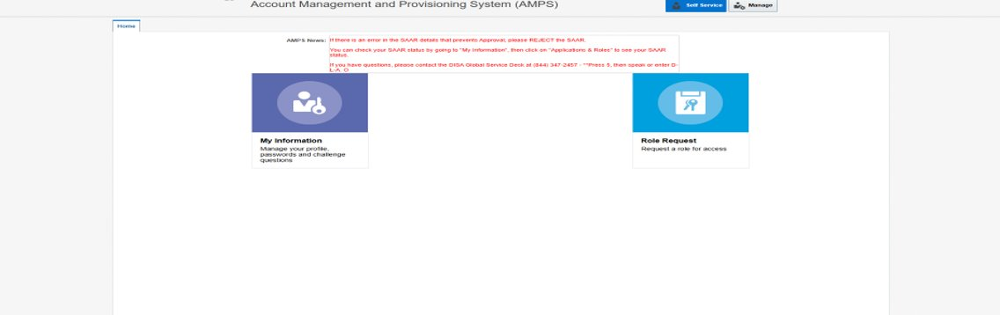 Account Management and Provisioning System (AMPS)
Self Service
Manage
Home
AMPS News:
If there is an error in the SAAR details that prevents Approval, please REJECT the SAAR.
You can check your SAAR status by going to "My Information", then click on "Applications & Roles" to see your SAAR
status.
If you have questions, please contact the DISA Global Service Desk at (844) 347-2457 - **Press 5, then speak or enter D-
L-A. O
My Information
Manage your profile,
passwords and challenge
questions
Role Request
Request a role for access